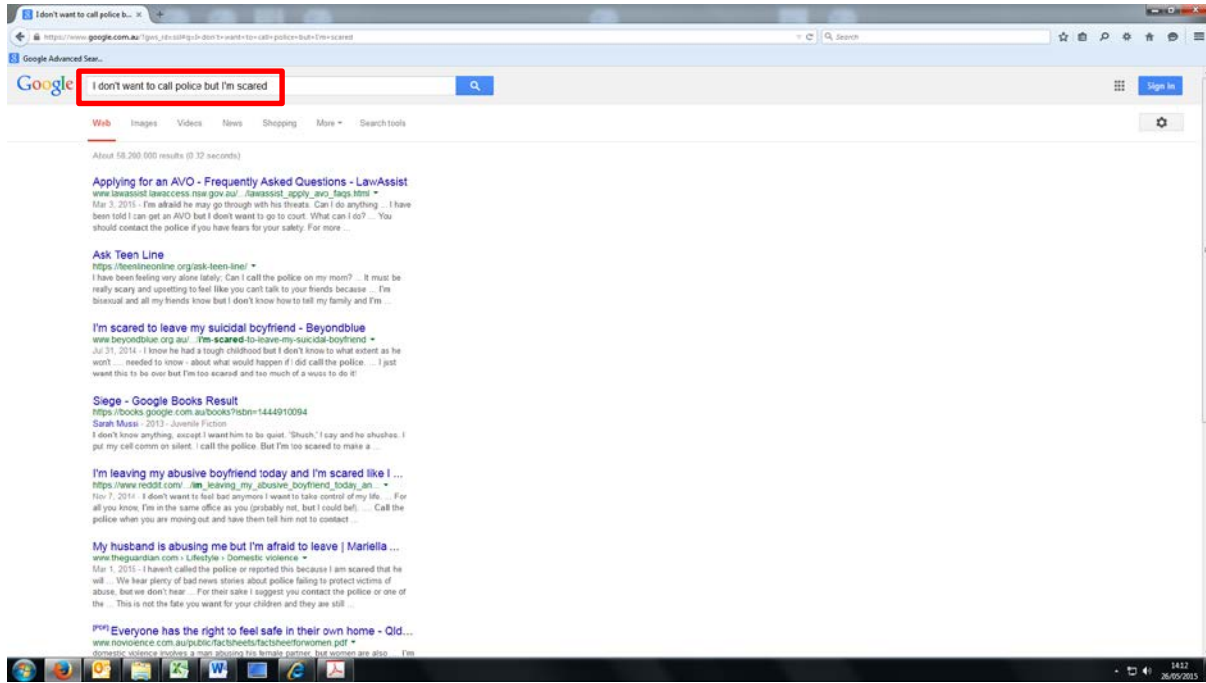 I don't want to call police b... ×
https://www.google.com.au/?gws_rd=ssl#q=I+don't+want+to+call+police+but+I'm+scared
Search
Google Advanced Sear...
Google
I don't want to call police but I'm scared
Sign in
Web Images Videos News Shopping More Search tools
About 58,200,000 results (0.32 seconds)
Applying for an AVO - Frequently Asked Questions - LawAssist
www.lawassist.lawaccess.nsw.gov.au/.../lawassist_apply_avo_faqs.html
Mar 3, 2015 - I'm afraid he may go through with his threats. Can I do anything ... I have
been told I can get an AVO but I don't want to go to court. What can I do? ... You
should contact the police if you have fears for your safety. For more ...
Ask Teen Line
https://teenlineonline.org/ask-teen-line/
I have been feeling very alone lately; Can I call the police on my mom? ... It must be
really scary and upsetting to feel like you can't talk to your friends because ... I'm
bisexual and all my friends know but I don't know how to tell my family and I'm ...
I'm scared to leave my suicidal boyfriend - Beyondblue
www.beyondblue.org.au/.../i'm-scared-to-leave-my-suicidal-boyfriend
Jul 31, 2014 - I know he had a tough childhood but I don't know to what extent as he
won't .... needed to know - about what would happen if I did call the police. ... I just
want this to be over but I'm too scared and too much of a wuss to do it!
Siege - Google Books Result
https://books.google.com.au/books?isbn=1444910094
Sarah Mussi - 2013 - Juvenile Fiction
I don't know anything, except I want him to be quiet. 'Shush,' I say and he shushes. I
put my cell comm on silent. I call the police. But I'm too scared to make a ...
I'm leaving my abusive boyfriend today and I'm scared like I ...
https://www.reddit.com/.../im_leaving_my_abusive_boyfriend_today_an...
Nov 7, 2014 - I don't want to feel bad anymore I want to take control of my life. ... For
all you know, I'm in the same office as you (probably not, but I could be!). .... Call the
police when you are moving out and have them tell him not to contact ...
My husband is abusing me but I'm afraid to leave | Mariella ...
www.theguardian.com › Lifestyle › Domestic violence
Mar 1, 2015 - I haven't called the police or reported this because I am scared that he
will ... We hear plenty of bad news stories about police failing to protect victims of
abuse, but we don't hear ... For their sake I suggest you contact the police or one of
the ... This is not the fate you want for your children and they are still ...
[PDF] Everyone has the right to feel safe in their own home - Qld...
www.noviolence.com.au/public/factsheets/factsheetforwomen.pdf
domestic violence involves a man abusing his female partner, but women are also ... I'm
14:12
26/05/2015